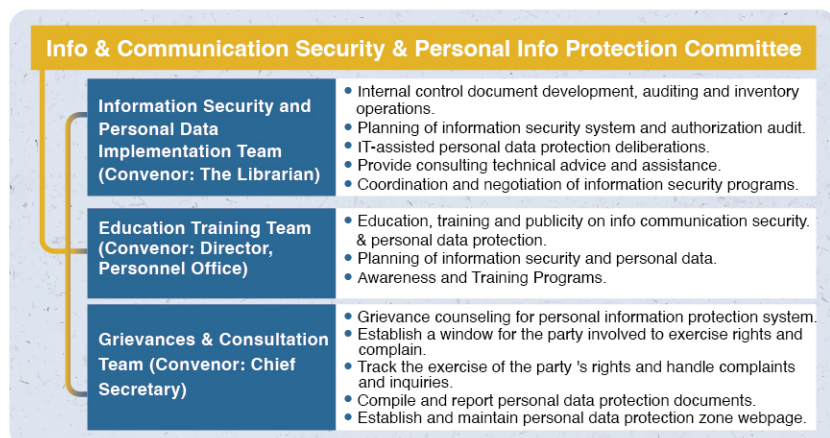 Info & Communication Security & Personal Info Protection Committee
Information Security and
Personal Data
Implementation Team
(Convenor: The Librarian)
• Internal control document development, auditing and inventory
operations.
• Planning of information security system and authorization audit.
• IT-assisted personal data protection deliberations.
• Provide consulting technical advice and assistance.
• Coordination and negotiation of information security programs.
Education Training Team
(Convenor: Director,
Personnel Office)
• Education, training and publicity on info communication security.
& personal data protection.
• Planning of information security and personal data.
• Awareness and Training Programs.
Grievances & Consultation
Team (Convenor: Chief
Secretary)
• Grievance counseling for personal information protection system.
• Establish a window for the party involved to exercise rights and
complain.
• Track the exercise of the party 's rights and handle complaints
and inquiries.
• Compile and report personal data protection documents.
• Establish and maintain personal data protection zone webpage.